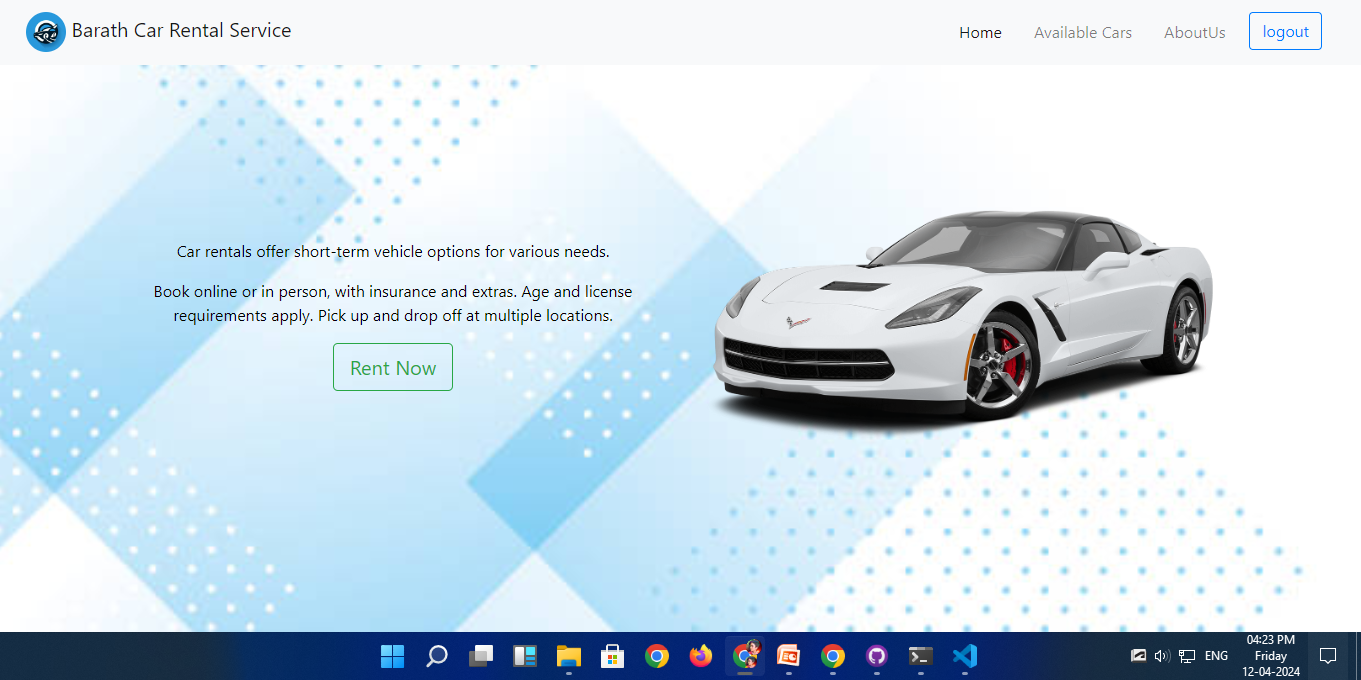 Barath Car Rental Service
Home
Available Cars
AboutUs
logout
Car rentals offer short-term vehicle options for various needs.
Book online or in person, with insurance and extras. Age and license
requirements apply. Pick up and drop off at multiple locations.
Rent Now
ENG
04:23 PM
Friday
12-04-2024